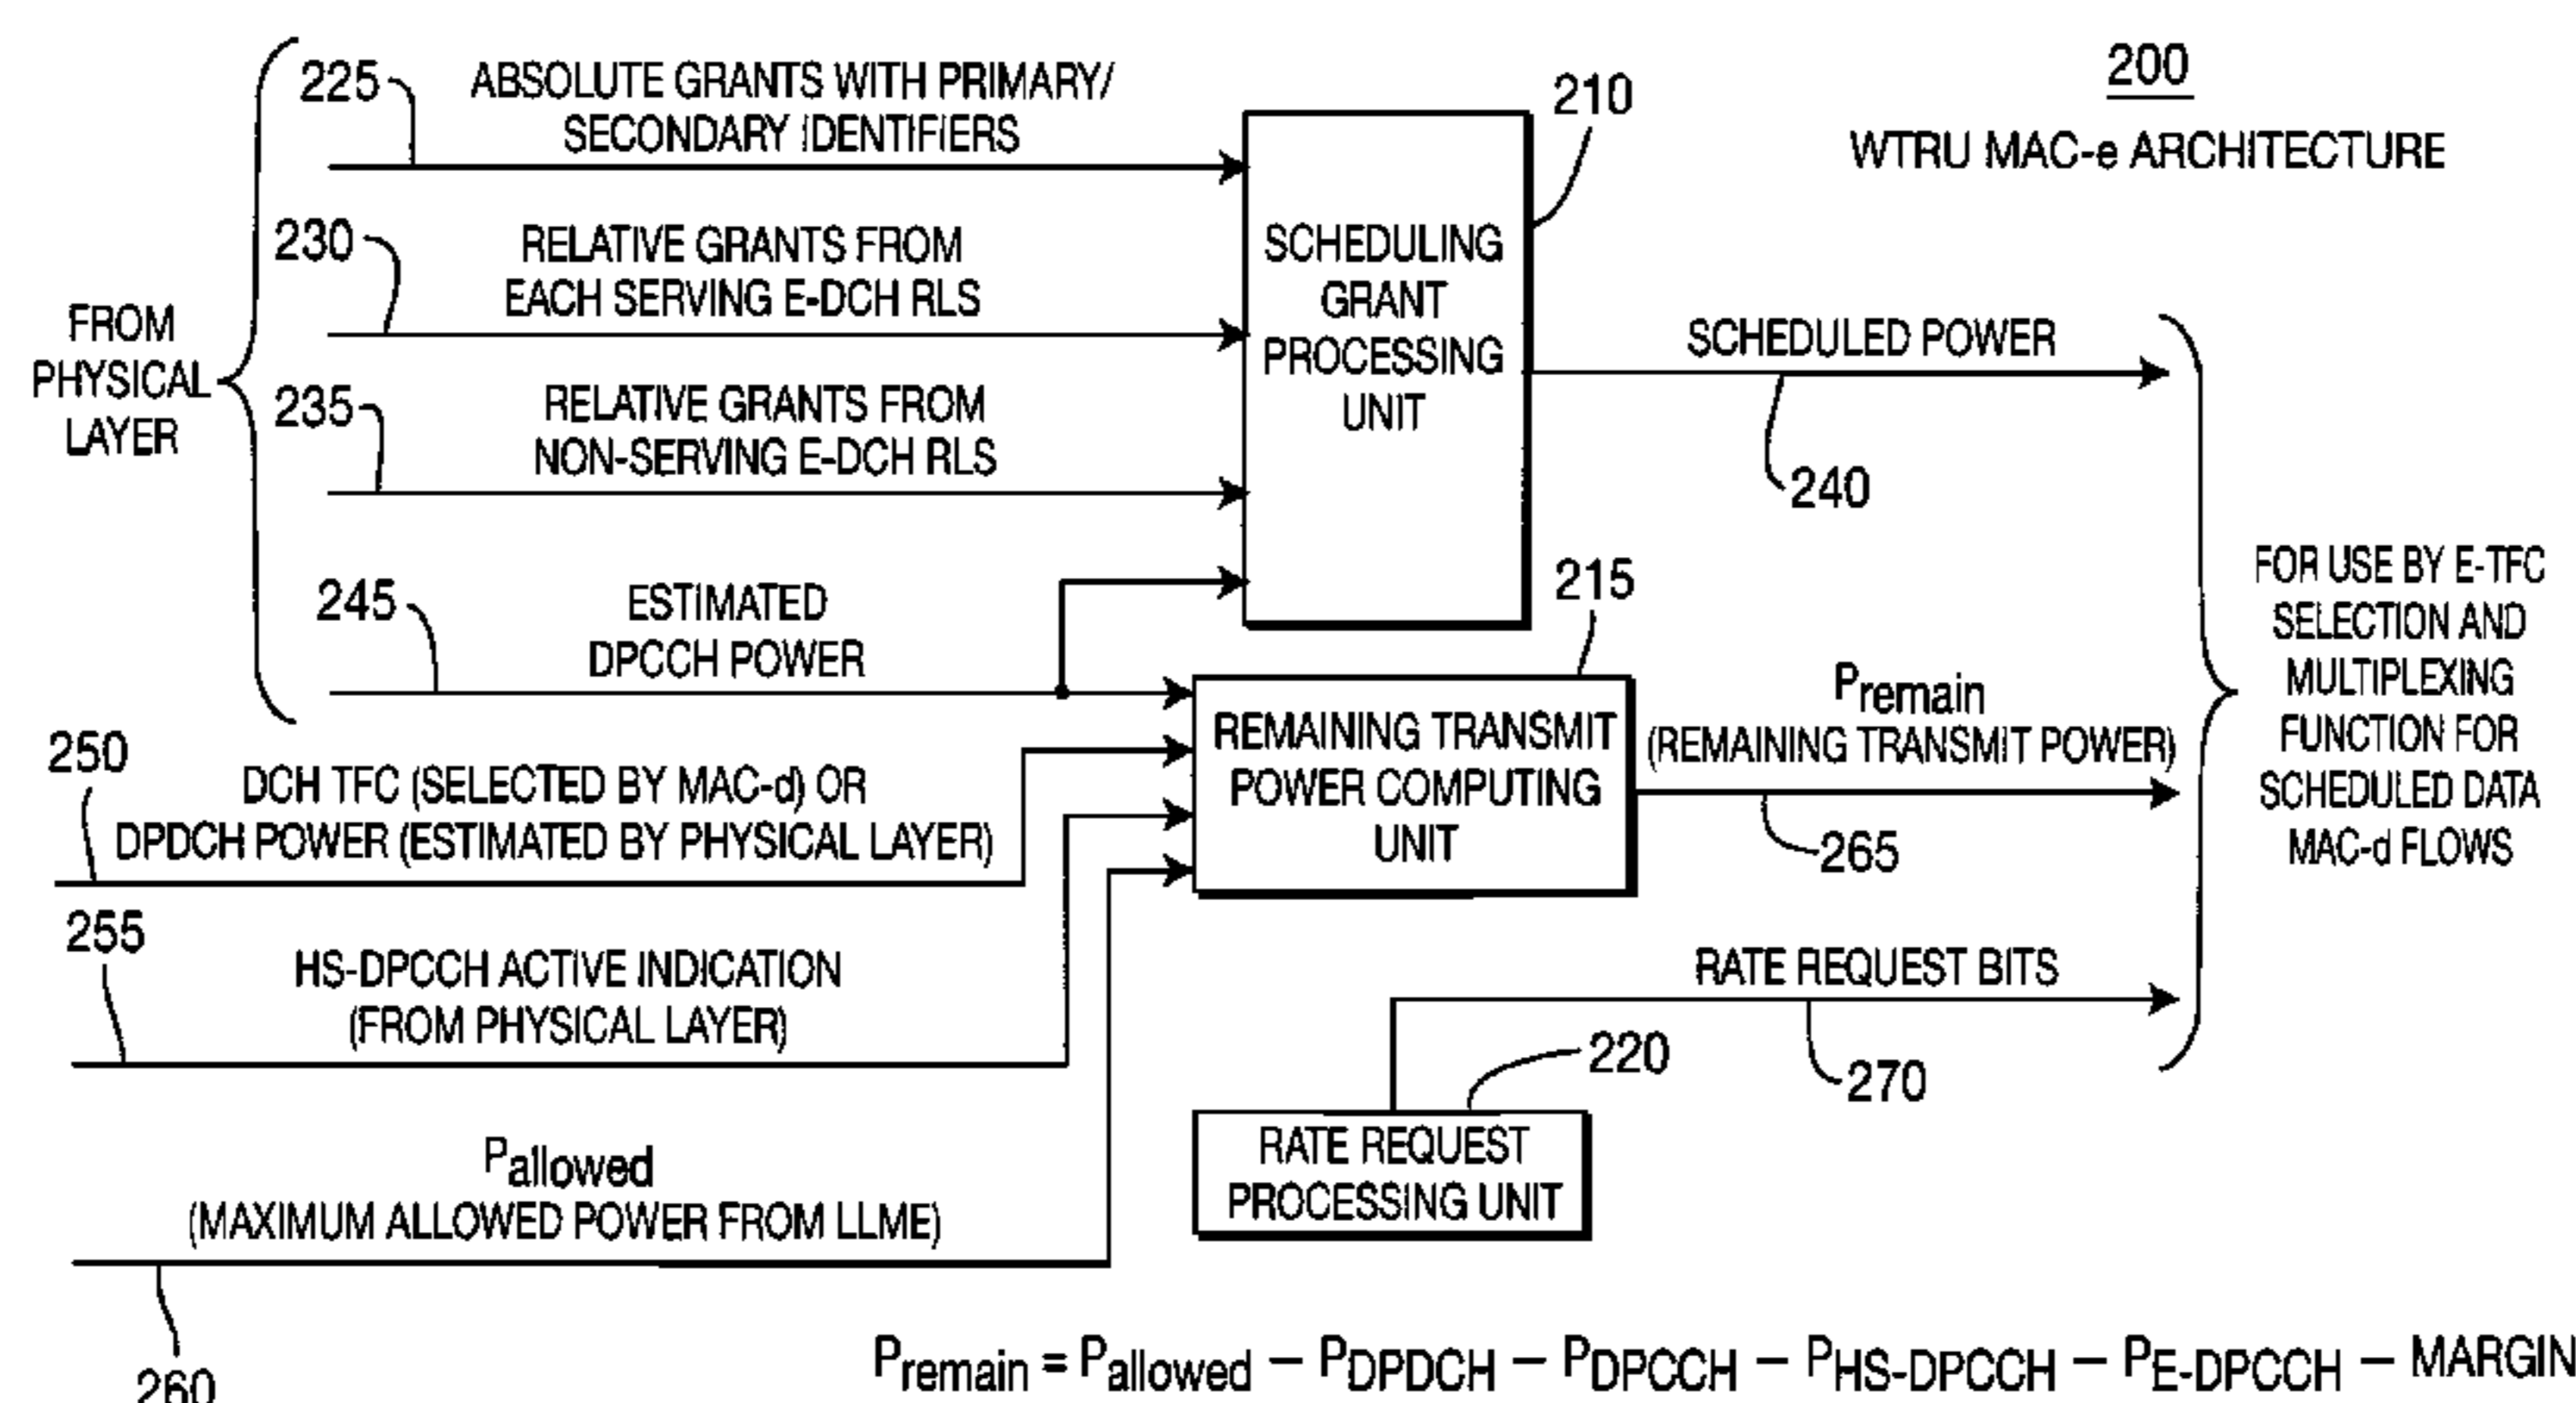 200
WTRU MAC-e ARCHITECTURE
FROM
PHYSICAL
LAYER
225
ABSOLUTE GRANTS WITH PRIMARY/
SECONDARY IDENTIFIERS
230
RELATIVE GRANTS FROM
EACH SERVING E-DCH RLS
235
RELATIVE GRANTS FROM
NON-SERVING E-DCH RLS
245
ESTIMATED
DPCCH POWER
210
SCHEDULING
GRANT
PROCESSING
UNIT
SCHEDULED POWER
240
250
DCH TFC (SELECTED BY MAC-d) OR
DPDCH POWER (ESTIMATED BY PHYSICAL LAYER)
255
HS-DPCCH ACTIVE INDICATION
(FROM PHYSICAL LAYER)
Pallowed
(MAXIMUM ALLOWED POWER FROM LLME)
260
215
REMAINING TRANSMIT
POWER COMPUTING
UNIT
Premain
(REMAINING TRANSMIT POWER)
265
RATE REQUEST BITS
270
220
RATE REQUEST
PROCESSING UNIT
FOR USE BY E-TFC
SELECTION AND
MULTIPLEXING
FUNCTION FOR
SCHEDULED DATA
MAC-d FLOWS
Premain = Pallowed – PDPDCH – PDPCCH – PHS-DPCCH – PE-DPCCH – MARGIN